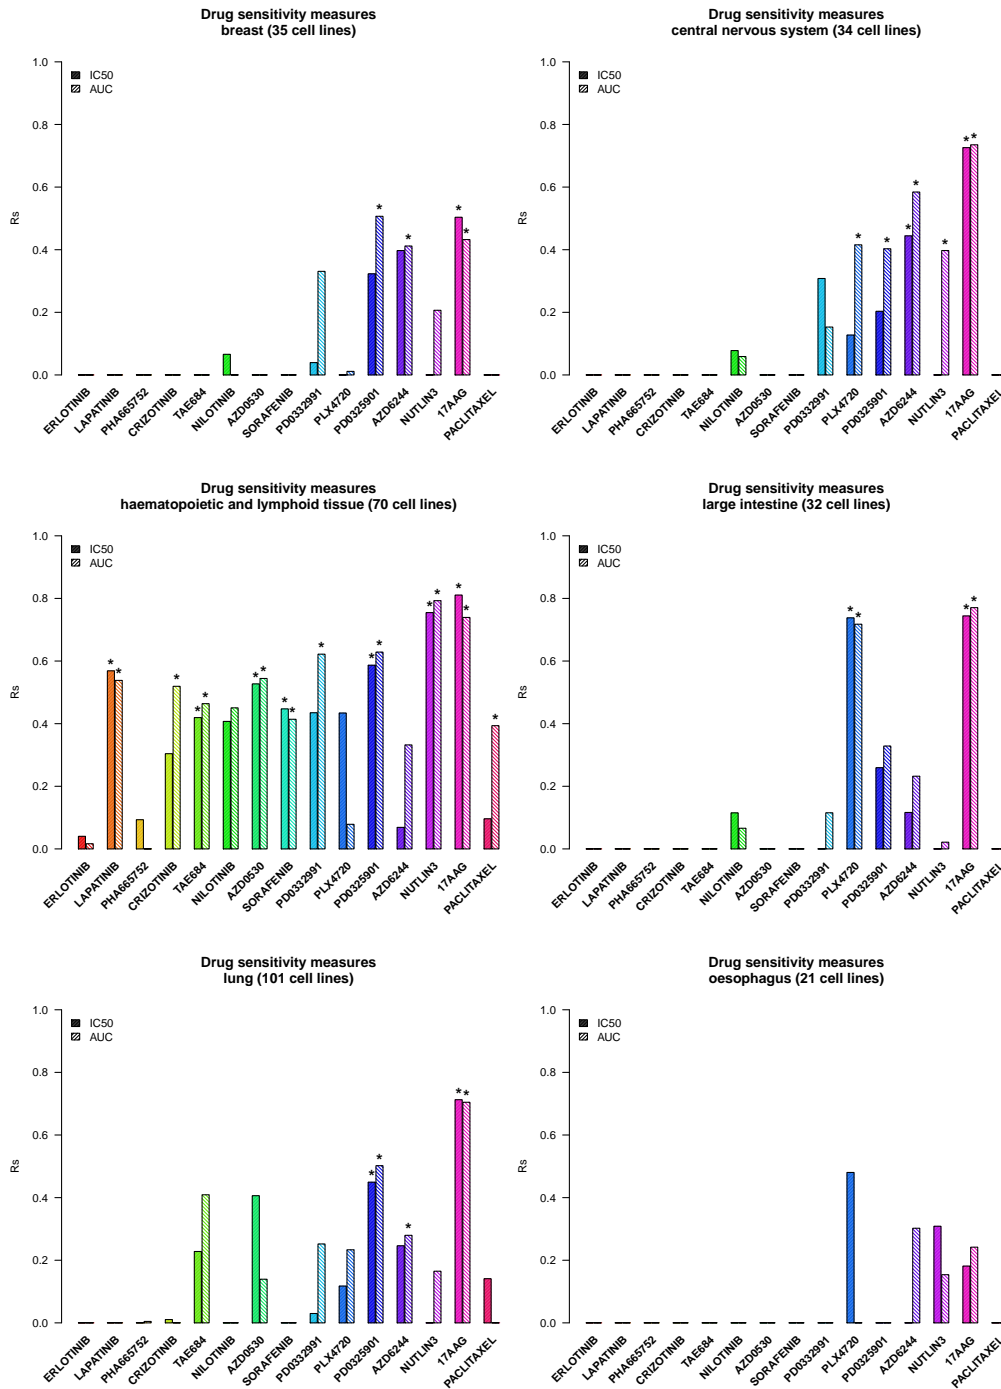 Drug sensitivity measures
breast (35 cell lines)
1.0
0.8
0.6
0.4
0.2
0.0
Rs
IC50
AUC
* * * *
*
ERLOTINIB
LAPATINIB
PHA665752
CRIZOTINIB
TAE684
NILOTINIB
AZD0530
SORAFENIB
PD0332991
PLX4720
PD0325901
AZD6244
NUTLIN3
17AAG
PACLITAXEL
Drug sensitivity measures
central nervous system (34 cell lines)
1.0
0.8
0.6
0.4
0.2
0.0
Rs
IC50
AUC
* * * * * * *
ERLOTINIB
LAPATINIB
PHA665752
CRIZOTINIB
TAE684
NILOTINIB
AZD0530
SORAFENIB
PD0332991
PLX4720
PD0325901
AZD6244
NUTLIN3
17AAG
PACLITAXEL
Drug sensitivity measures
haematopoietic and lymphoid tissue (70 cell lines)
1.0
0.8
0.6
0.4
0.2
0.0
Rs
IC50
AUC
* * * * * * * * * * * * * * * * * *
ERLOTINIB
LAPATINIB
PHA665752
CRIZOTINIB
TAE684
NILOTINIB
AZD0530
SORAFENIB
PD0332991
PLX4720
PD0325901
AZD6244
NUTLIN3
17AAG
PACLITAXEL
Drug sensitivity measures
large intestine (32 cell lines)
1.0
0.8
0.6
0.4
0.2
0.0
Rs
IC50
AUC
* * * *
ERLOTINIB
LAPATINIB
PHA665752
CRIZOTINIB
TAE684
NILOTINIB
AZD0530
SORAFENIB
PD0332991
PLX4720
PD0325901
AZD6244
NUTLIN3
17AAG
PACLITAXEL
Drug sensitivity measures
lung (101 cell lines)
1.0
0.8
0.6
0.4
0.2
0.0
Rs
IC50
AUC
* * * * *
ERLOTINIB
LAPATINIB
PHA665752
CRIZOTINIB
TAE684
NILOTINIB
AZD0530
SORAFENIB
PD0332991
PLX4720
PD0325901
AZD6244
NUTLIN3
17AAG
PACLITAXEL
Drug sensitivity measures
oesophagus (21 cell lines)
1.0
0.8
0.6
0.4
0.2
0.0
Rs
IC50
AUC
ERLOTINIB
LAPATINIB
PHA665752
CRIZOTINIB
TAE684
NILOTINIB
AZD0530
SORAFENIB
PD0332991
PLX4720
PD0325901
AZD6244
NUTLIN3
17AAG
PACLITAXEL